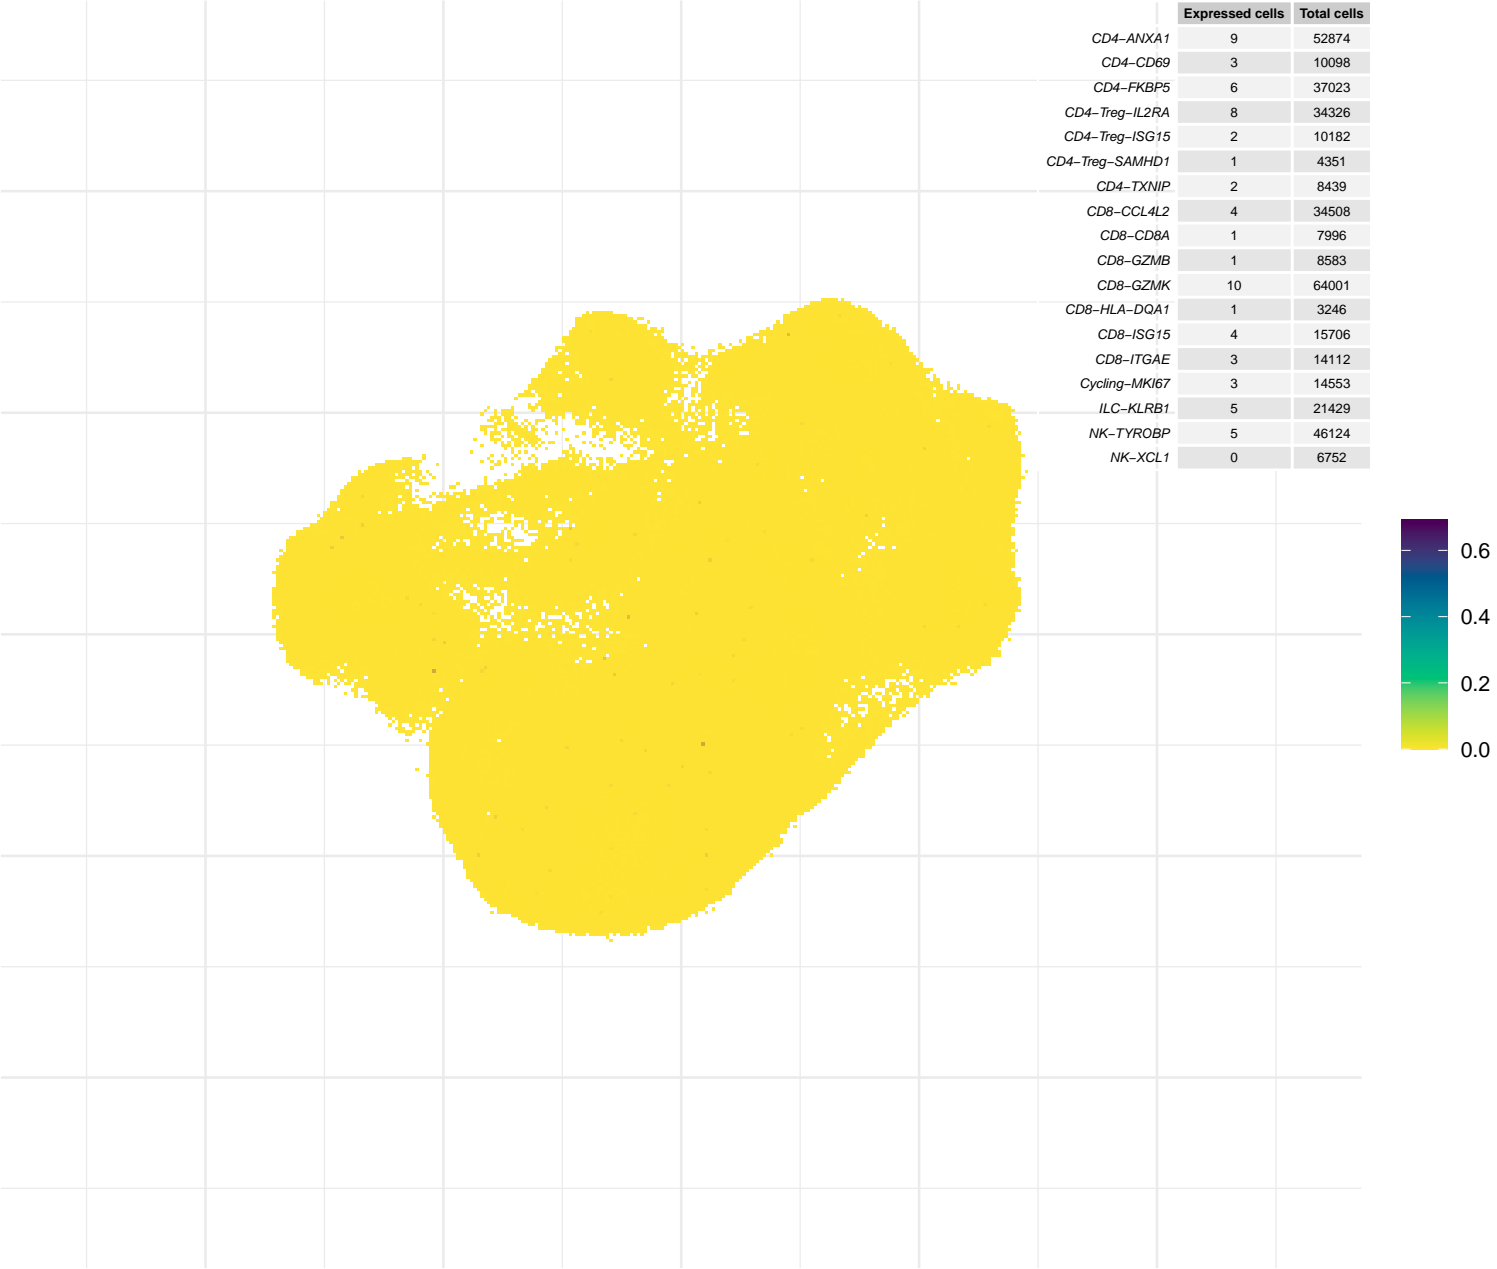 Expressed cells Total cells
CD4−ANXA1 9 52874
CD4−CD69 3 10098
CD4−FKBP5 6 37023
CD4−Treg−IL2RA 8 34326
CD4−Treg−ISG15 2 10182
CD4−Treg−SAMHD1 1 4351
CD4−TXNIP 2 8439
CD8−CCL4L2 4 34508
CD8−CD8A 1 7996
CD8−GZMB 1 8583
CD8−GZMK 10 64001
CD8−HLA−DQA1 1 3246
CD8−ISG15 4 15706
CD8−ITGAE 3 14112
Cycling−MKI67 3 14553
ILC−KLRB1 5 21429
NK−TYROBP 5 46124
NK−XCL1 0 6752
0.6
0.4
0.2
0.0